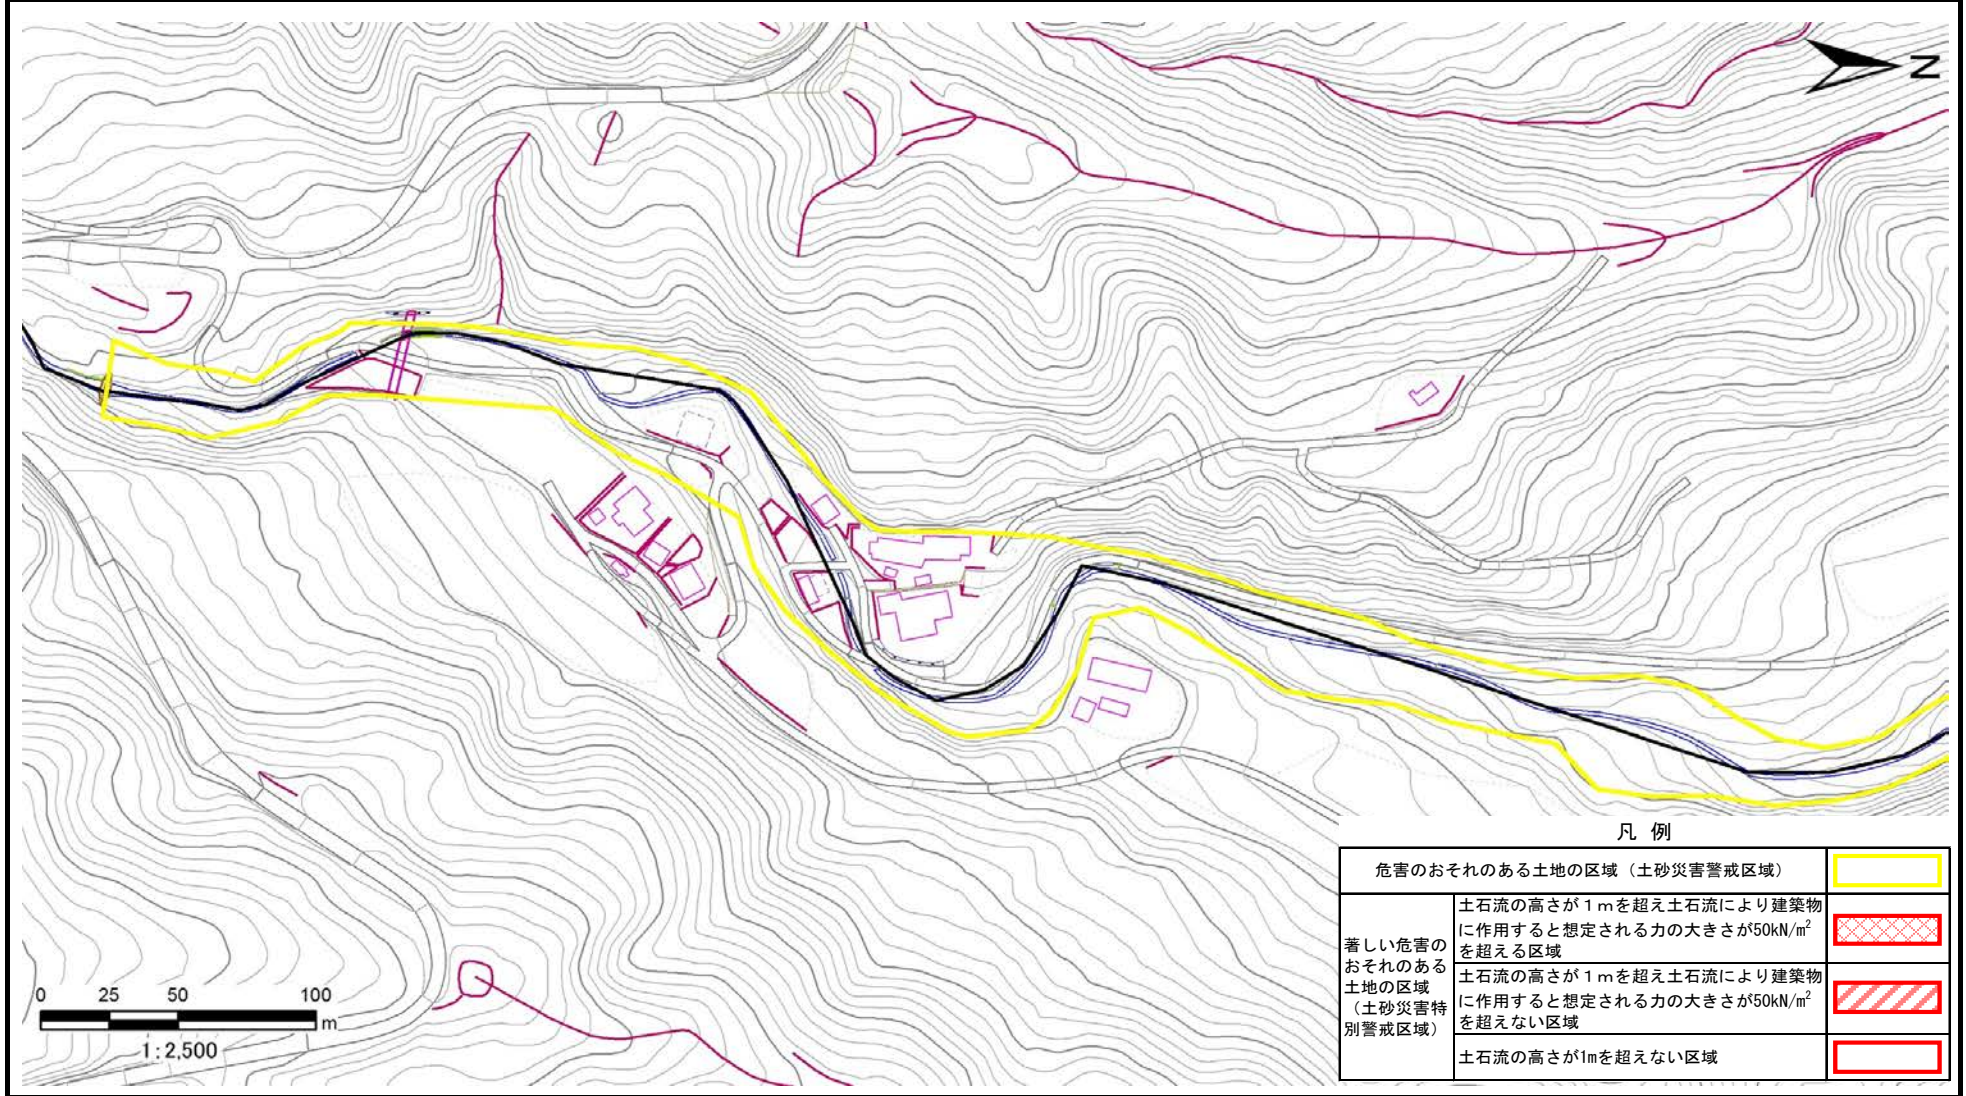 N
凡 例
危害のおそれのある土地の区域（土砂災害警戒区域）
著しい危害の
おそれのある
土地の区域
（土砂災害特
別警戒区域）
土石流の高さが１ｍを超え土石流により建築物
に作用すると想定される力の大きさが50kN/m²
を超える区域
土石流の高さが１ｍを超え土石流により建築物
に作用すると想定される力の大きさが50kN/m²
を超えない区域
土石流の高さが1mを超えない区域
0 25 50 100
m
1:2,500